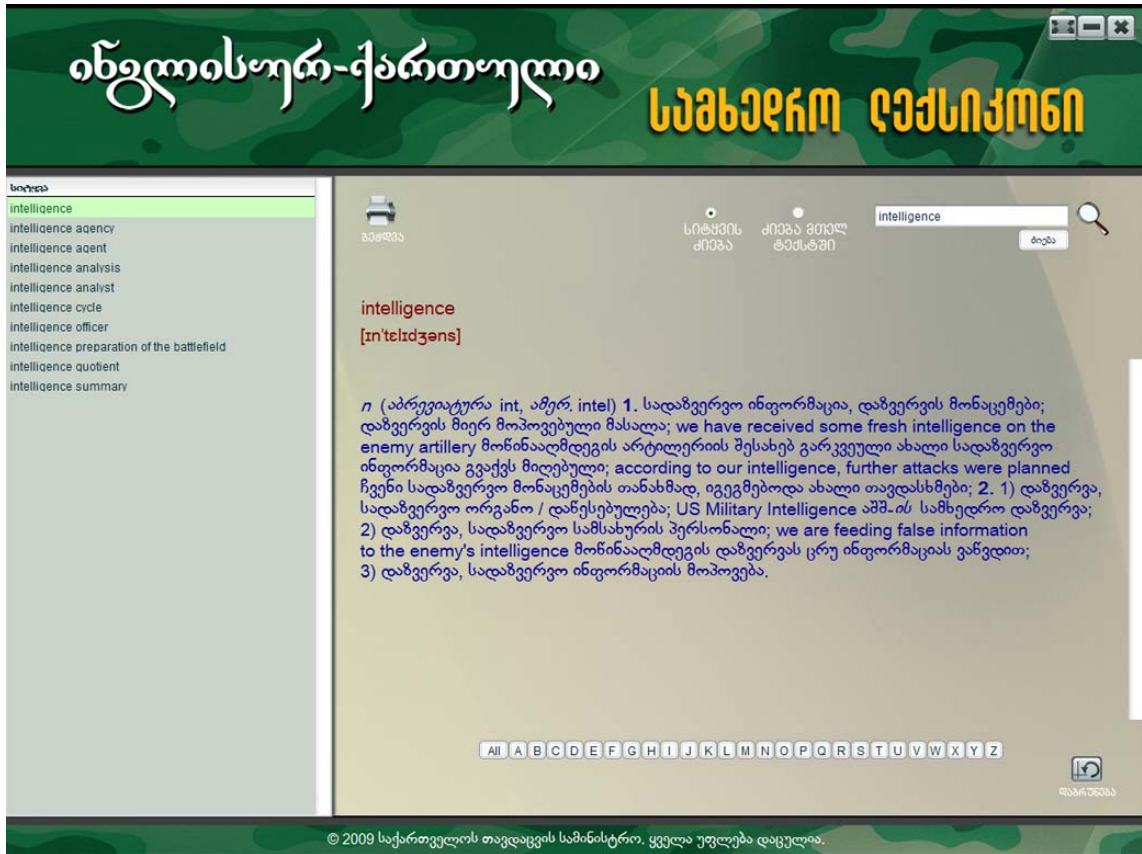 ინგლისურ-ქართული
სამხედრო ლექსიკონი
სიტყვა
intelligence
intelligence agency
intelligence agent
intelligence analysis
intelligence analyst
intelligence cycle
intelligence officer
intelligence preparation of the battlefield
intelligence quotient
intelligence summary
ბეჭდვა
სიტყვის
ძიება
ძიება მთელ
ტექსტში
intelligence
ძიება
intelligence
[ɪn'tɛlɪdʒəns]
n (აბრევიატურა int, ამერ. intel) 1. სადაზვერვო ინფორმაცია, დაზვერვის მონაცემები;
დაზვერვის მიერ მოპოვებული მასალა; we have received some fresh intelligence on the
enemy artillery მოწინააღმდეგის არტილერიის შესახებ გარკვეული ახალი სადაზვერვო
ინფორმაცია გვაქვს მიღებული; according to our intelligence, further attacks were planned
ჩვენი სადაზვერვო მონაცემების თანახმად, იგეგმებოდა ახალი თავდასხმები; 2. 1) დაზვერვა,
სადაზვერვო ორგანო / დაწესებულება; US Military Intelligence აშშ-ის სამხედრო დაზვერვა;
2) დაზვერვა, სადაზვერვო სამსახურის პერსონალი; we are feeding false information
to the enemy's intelligence მოწინააღმდეგის დაზვერვას ცრუ ინფორმაციას ვაწვდით;
3) დაზვერვა, სადაზვერვო ინფორმაციის მოპოვება.
All A B C D E F G H I J K L M N O P Q R S T U V W X Y Z
დაბრუნება
© 2009 საქართველოს თავდაცვის სამინისტრო. ყველა უფლება დაცულია.